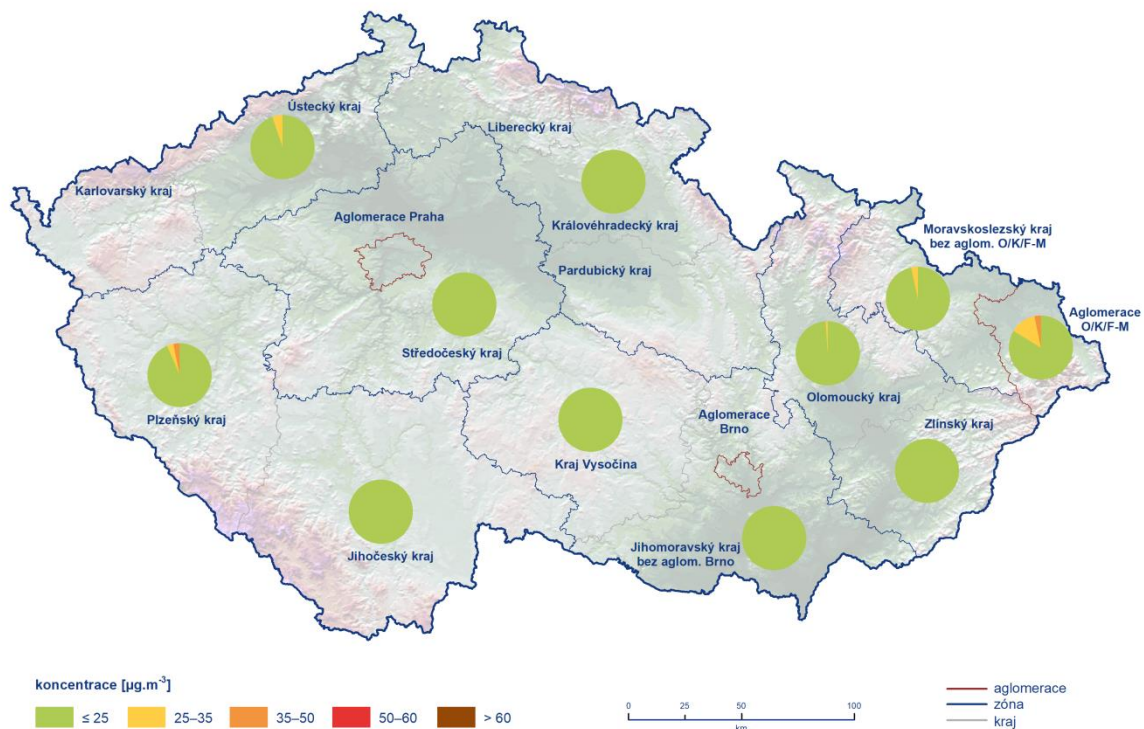 Ústecký kraj
Liberecký kraj
Karlovarský kraj
Aglomerace Praha
Královéhradecký kraj
Moravskoslezský kraj
bez aglom. O/K/F-M
Pardubický kraj
Aglomerace
O/K/F-M
Středočeský kraj
Olomoucký kraj
Plzeňský kraj
Aglomerace
Brno
Zlínský kraj
Kraj Vysočina
Jihočeský kraj
Jihomoravský kraj
bez aglom. Brno
koncentrace [µg.m⁻³]
≤ 25 25–35 35–50 50–60 > 60
0 25 50 100
km
aglomerace
zóna
kraj